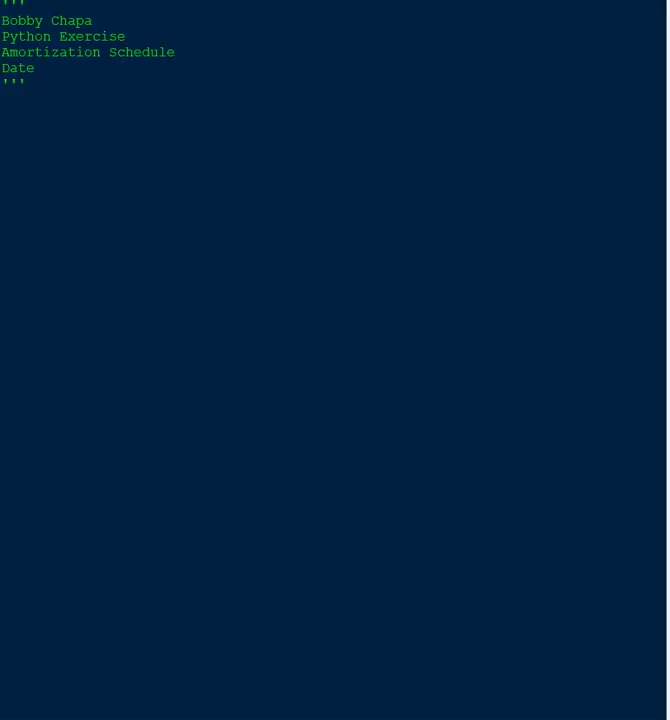 '''
Bobby Chapa
Python Exercise
Amortization Schedule
Date
'''